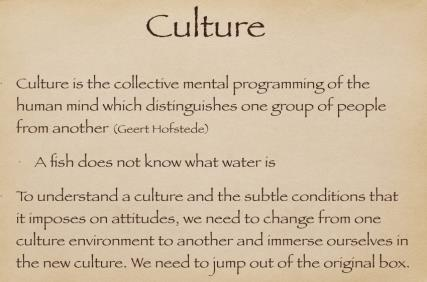 Culture
Culture is the collective mental programming of the
human mind which distinguishes one group of people
from another (Geert Hofstede)
A fish does not know what water is
To understand a culture and the subtle conditions that
it imposes on attitudes, we need to change from one
culture environment to another and immerse ourselves in
the new culture. We need to jump out of the original box.